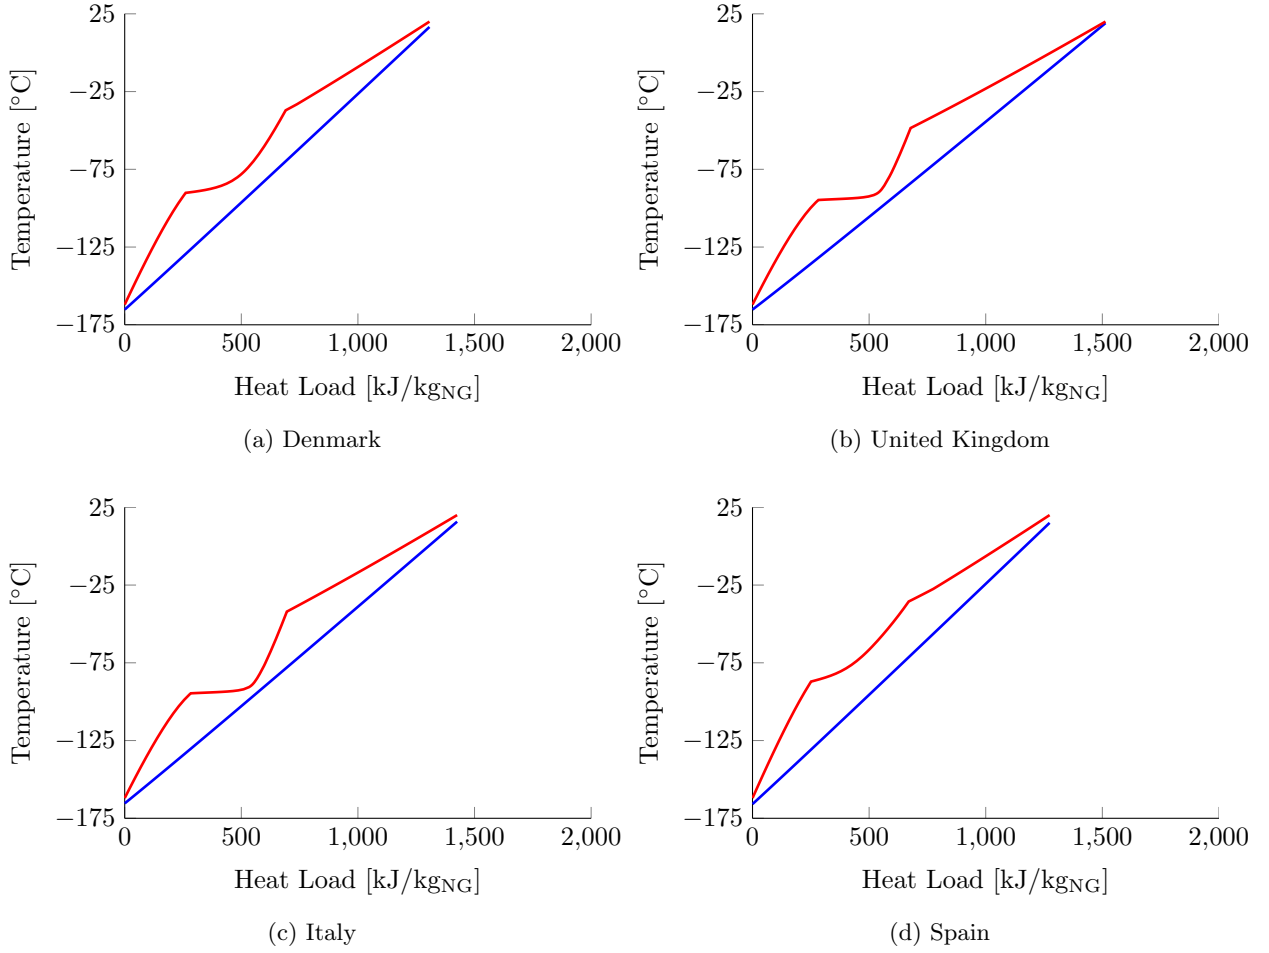 25
−25
−75
−125
−175
0 500 1,000 1,500 2,000
Temperature [°C]
Heat Load [kJ/kgNG]
(a) Denmark
25
−25
−75
−125
−175
0 500 1,000 1,500 2,000
Temperature [°C]
Heat Load [kJ/kgNG]
(b) United Kingdom
25
−25
−75
−125
−175
0 500 1,000 1,500 2,000
Temperature [°C]
Heat Load [kJ/kgNG]
(c) Italy
25
−25
−75
−125
−175
0 500 1,000 1,500 2,000
Temperature [°C]
Heat Load [kJ/kgNG]
(d) Spain